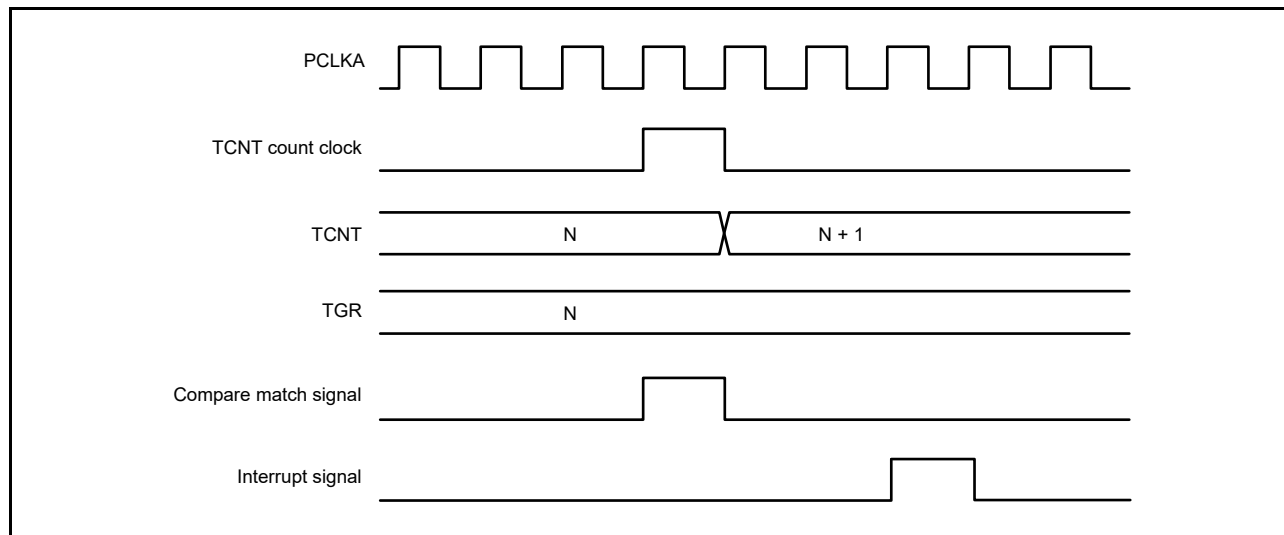 PCLKA
TCNT count clock
TCNT
N
N + 1
TGR
N
Compare match signal
Interrupt signal